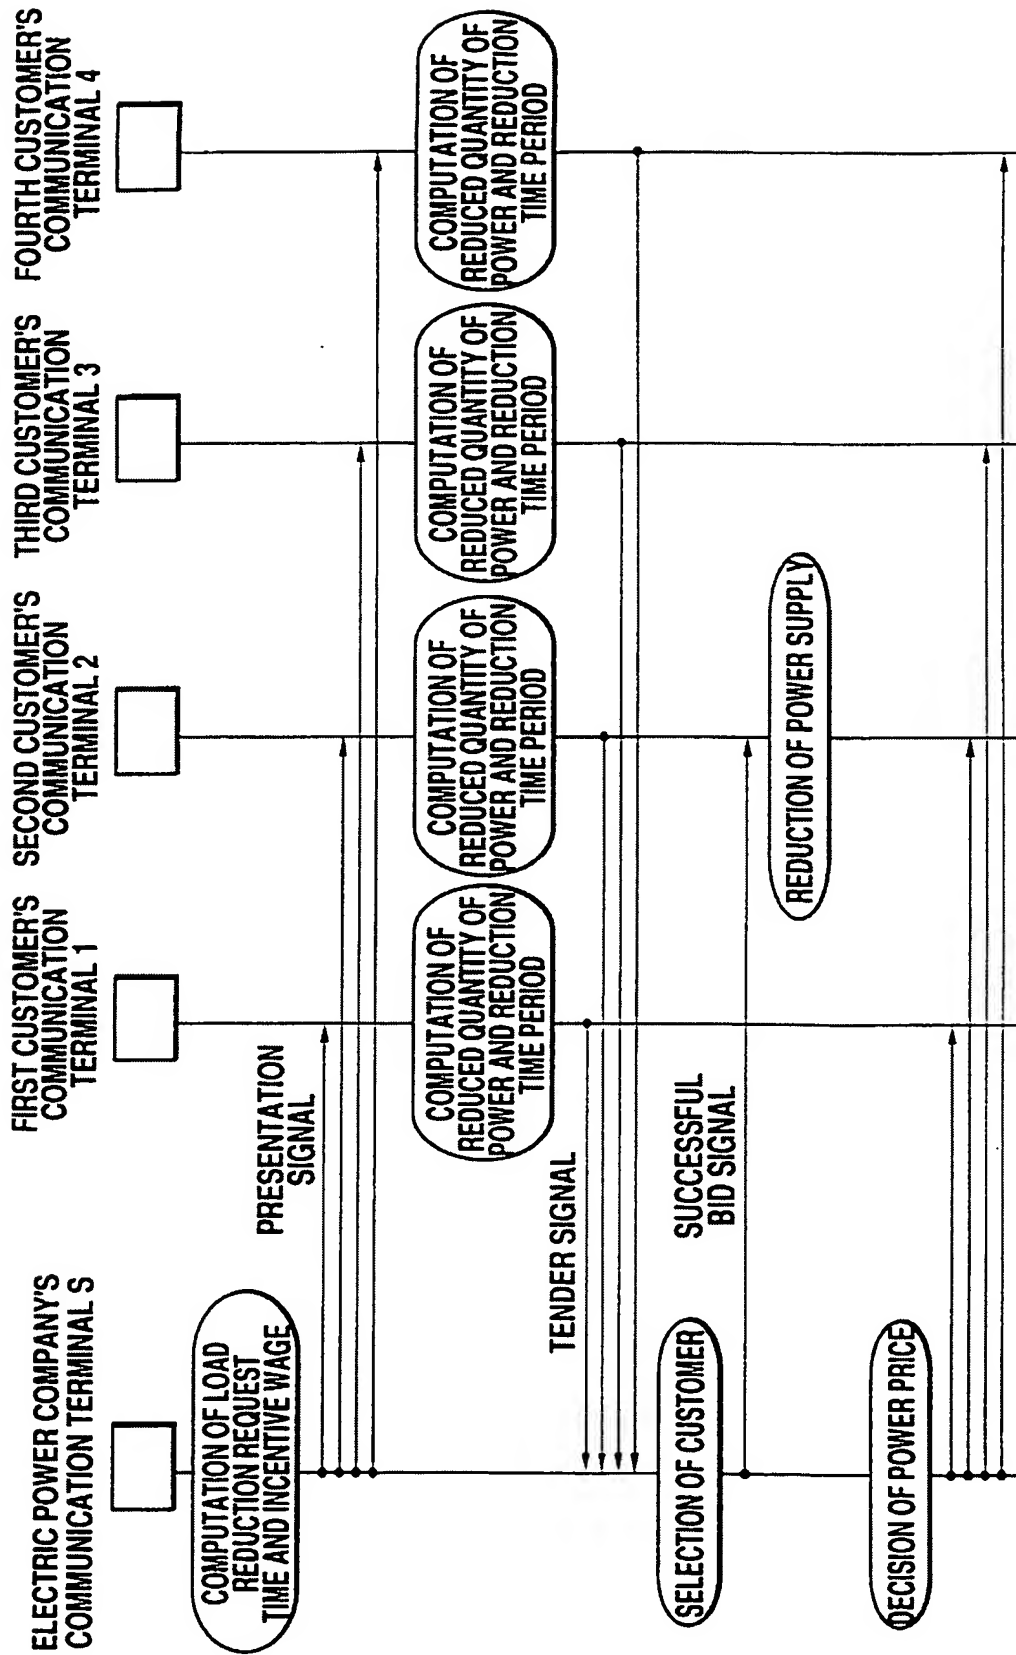 ELECTRIC POWER COMPANY'S
COMMUNICATION TERMINAL S
FIRST CUSTOMER'S
COMMUNICATION
TERMINAL 1
SECOND CUSTOMER'S
COMMUNICATION
TERMINAL 2
THIRD CUSTOMER'S
COMMUNICATION
TERMINAL 3
FOURTH CUSTOMER'S
COMMUNICATION
TERMINAL 4
COMPUTATION OF LOAD
REDUCTION REQUEST
TIME AND INCENTIVE WAGE
PRESENTATION
SIGNAL
COMPUTATION OF
REDUCED QUANTITY OF
POWER AND REDUCTION
TIME PERIOD
COMPUTATION OF
REDUCED QUANTITY OF
POWER AND REDUCTION
TIME PERIOD
COMPUTATION OF
REDUCED QUANTITY OF
POWER AND REDUCTION
TIME PERIOD
COMPUTATION OF
REDUCED QUANTITY OF
POWER AND REDUCTION
TIME PERIOD
TENDER SIGNAL
SELECTION OF CUSTOMER
SUCCESSFUL
BID SIGNAL
REDUCTION OF POWER SUPPLY
DECISION OF POWER PRICE